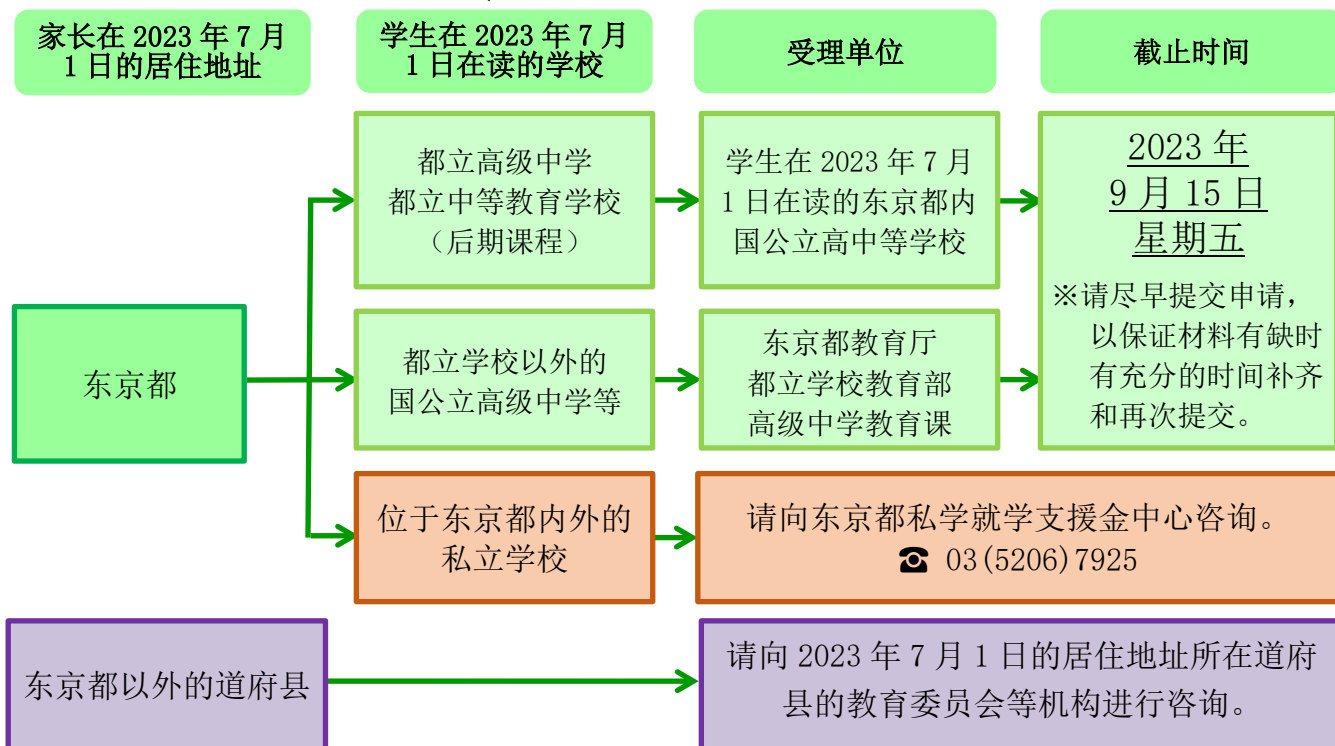 家长在 2023 年 7 月
1 日的居住地址
学生在 2023 年 7 月
1 日在读的学校
受理单位
截止时间
东京都
都立高级中学
都立中等教育学校
（后期课程）
学生在 2023 年 7 月
1 日在读的东京都内
国公立高中等学校
2023 年
9 月 15 日
星期五
※请尽早提交申请，
以保证材料有缺时
有充分的时间补齐
和再次提交。
都立学校以外的
国公立高级中学等
东京都教育厅
都立学校教育部
高级中学教育课
位于东京都内外的
私立学校
请向东京都私学就学支援金中心咨询。
☎ 03(5206)7925
东京都以外的道府县
请向 2023 年 7 月 1 日的居住地址所在道府
县的教育委员会等机构进行咨询。